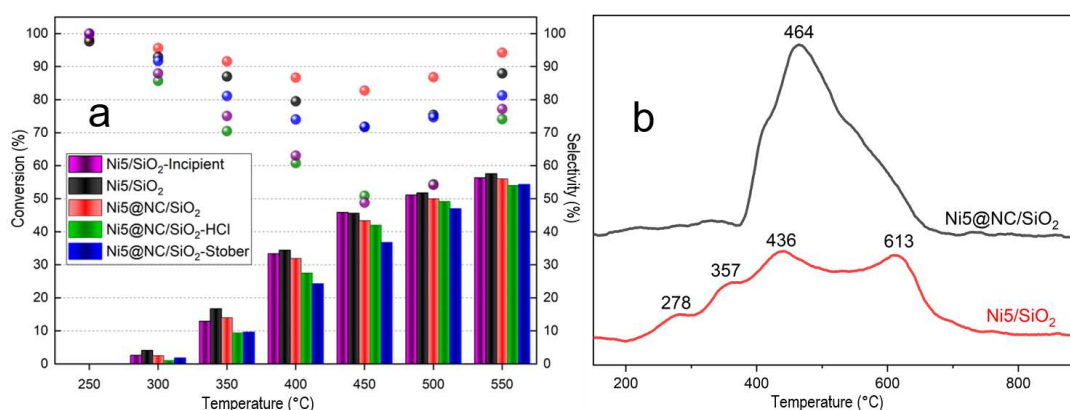 a
Conversion (%)
100
90
80
70
60
50
40
30
20
10
0
Ni5/SiO₂-Incipient
Ni5/SiO₂
Ni5@NC/SiO₂
Ni5@NC/SiO₂-HCl
Ni5@NC/SiO₂-Stober
100
90
80
70
60
50
40
30
20
10
0
Selectivity (%)
250 300 350 400 450 500 550
Temperature (°C)
b
464
Ni5@NC/SiO₂
278
357
436
613
Ni5/SiO₂
200 400 600 800
Temperature (°C)